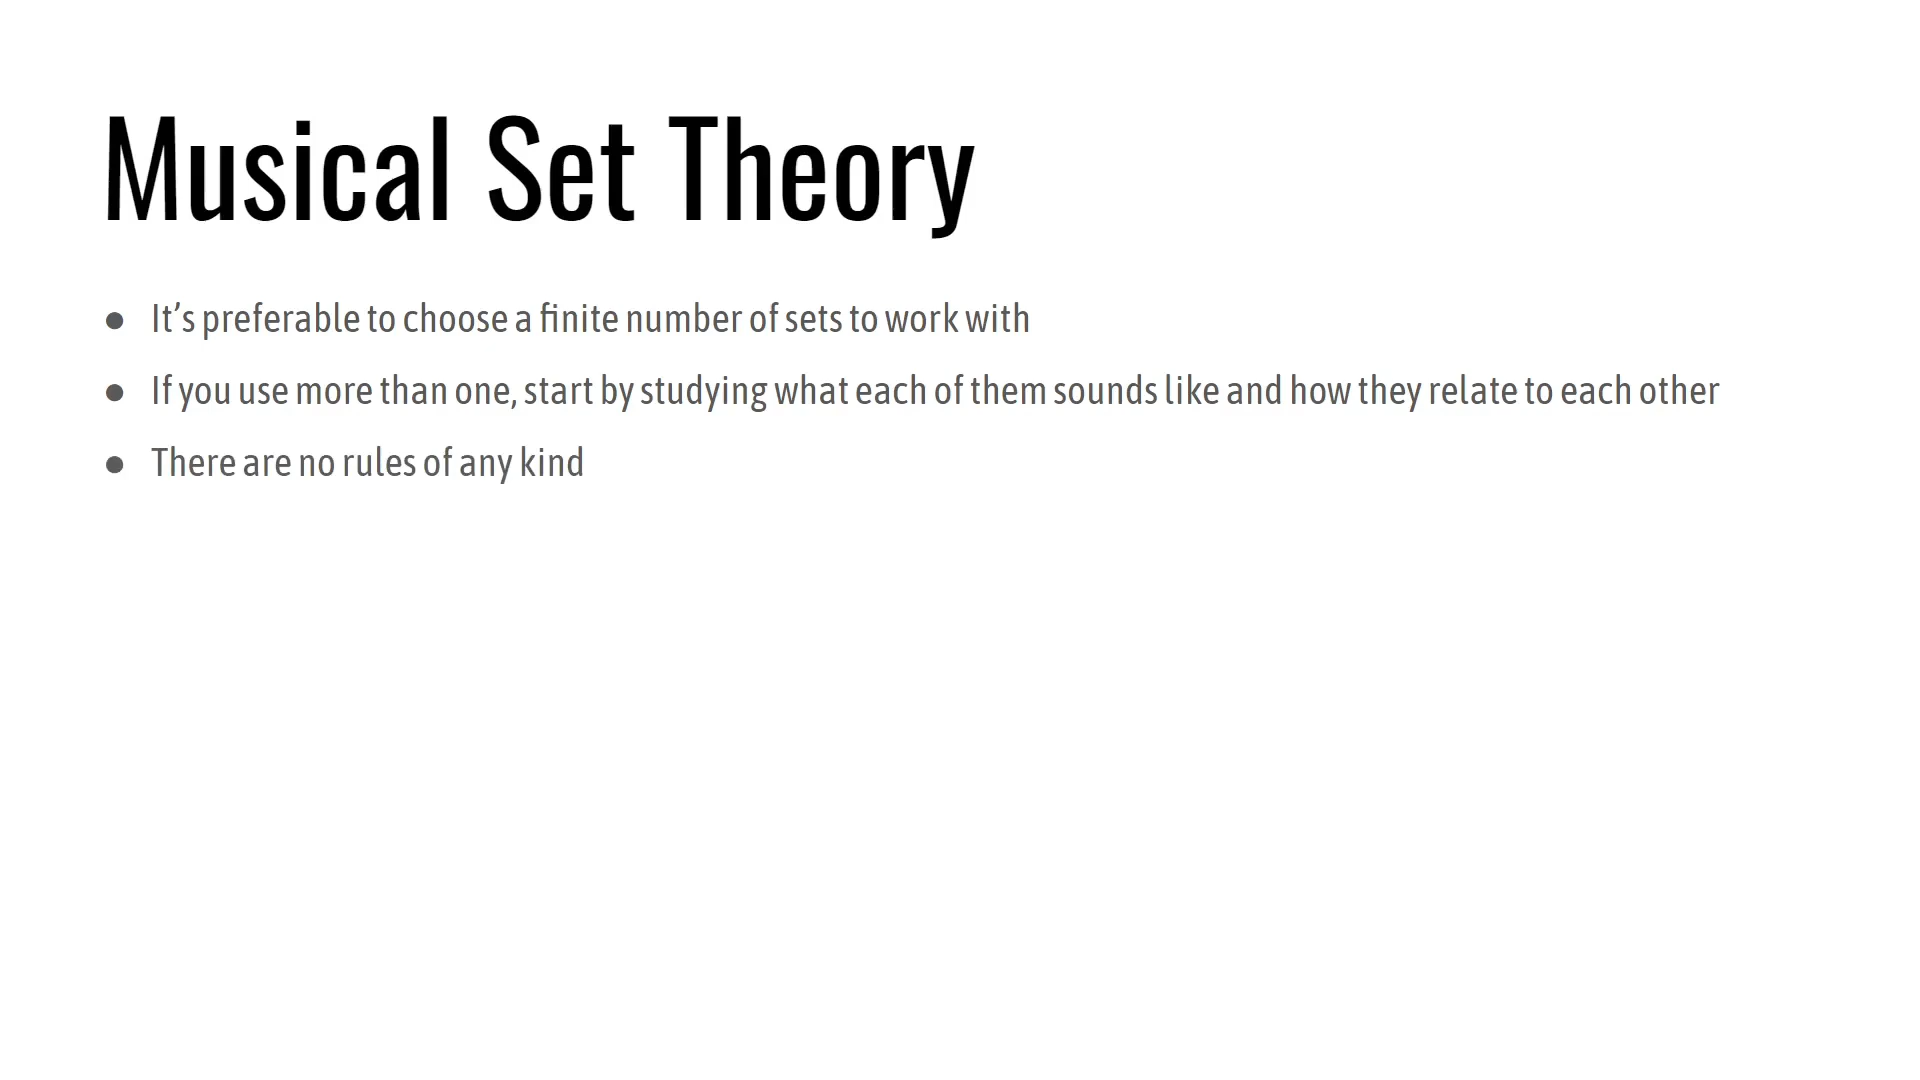 Musical Set Theory
● It’s preferable to choose a finite number of sets to work with
● If you use more than one, start by studying what each of them sounds like and how they relate to each other
● There are no rules of any kind